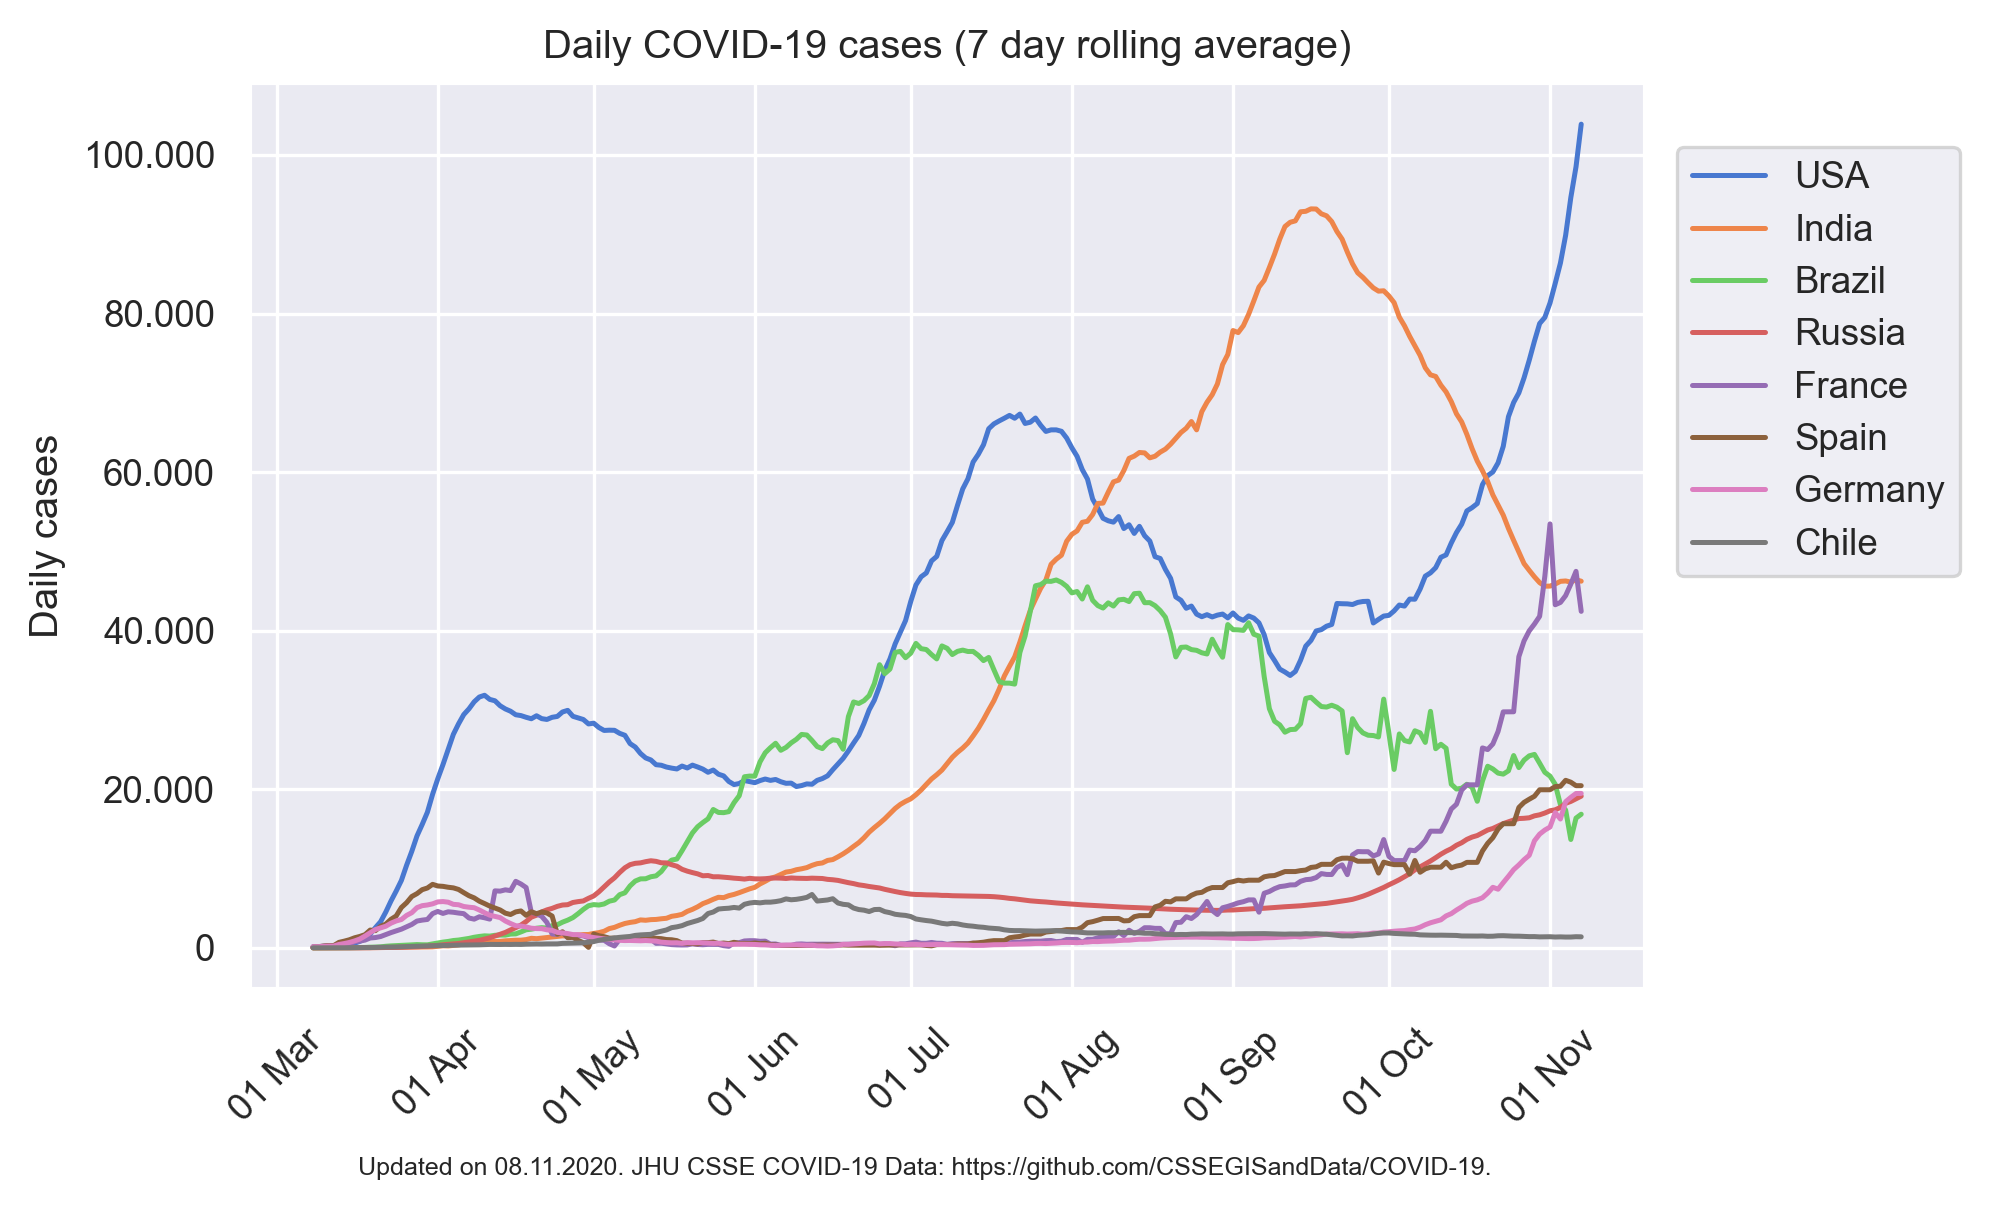 Daily COVID-19 cases (7 day rolling average)
Daily cases
100.000
80.000
60.000
40.000
20.000
0
01 Mar
01 Apr
01 May
01 Jun
01 Jul
01 Aug
01 Sep
01 Oct
01 Nov
USA
India
Brazil
Russia
France
Spain
Germany
Chile
Updated on 08.11.2020. JHU CSSE COVID-19 Data: https://github.com/CSSEGISandData/COVID-19.